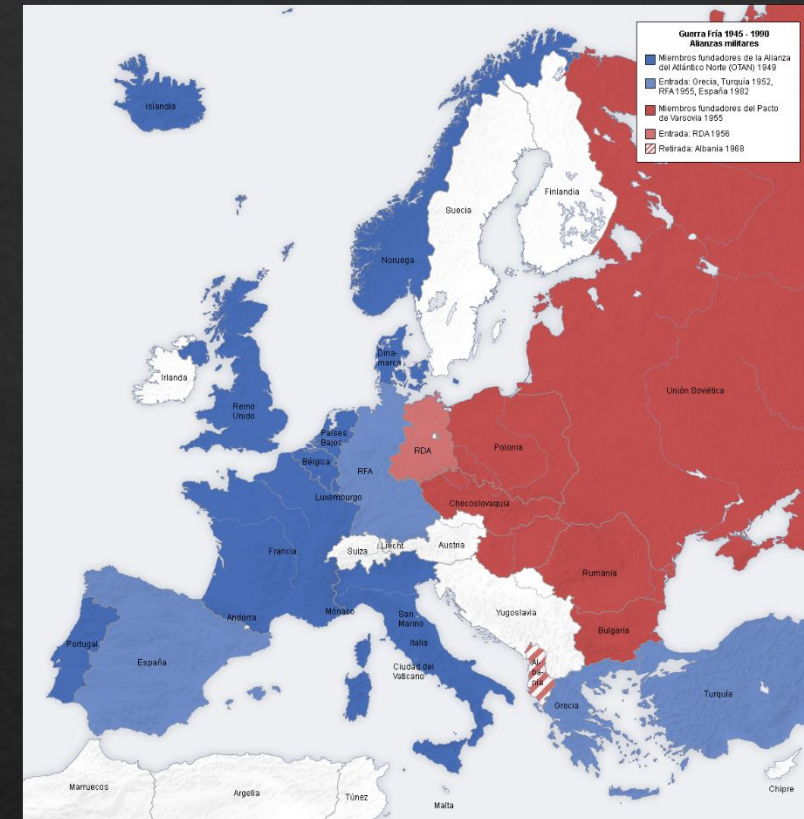 Guerra Fría 1945 - 1990
Alianzas militares
Miembros fundadores de la Alianza
del Atlántico Norte (OTAN) 1949
Entrada: Grecia, Turquía 1952,
RFA 1955, España 1982
Miembros fundadores del Pacto
de Varsovia 1955
Entrada: RDA 1956
Retirada: Albania 1968
Islandia
Finlandia
Suecia
Noruega
Dina-
marca
Irlanda
Reino
Unido
Unión Soviética
Países
Bajos
Polonia
RDA
Bélgica
RFA
Luxemburgo
Checoslovaquia
Francia
Suiza
Liecht
Austria
Rumanía
Andorra
Mónaco
San
Marino
Yugoslavia
Portugal
Italia
Bulgaria
España
Ciudad del
Vaticano
Al-
ba-
nia
Grecia
Turquía
Marruecos
Argelia
Túnez
Malta
Chipre